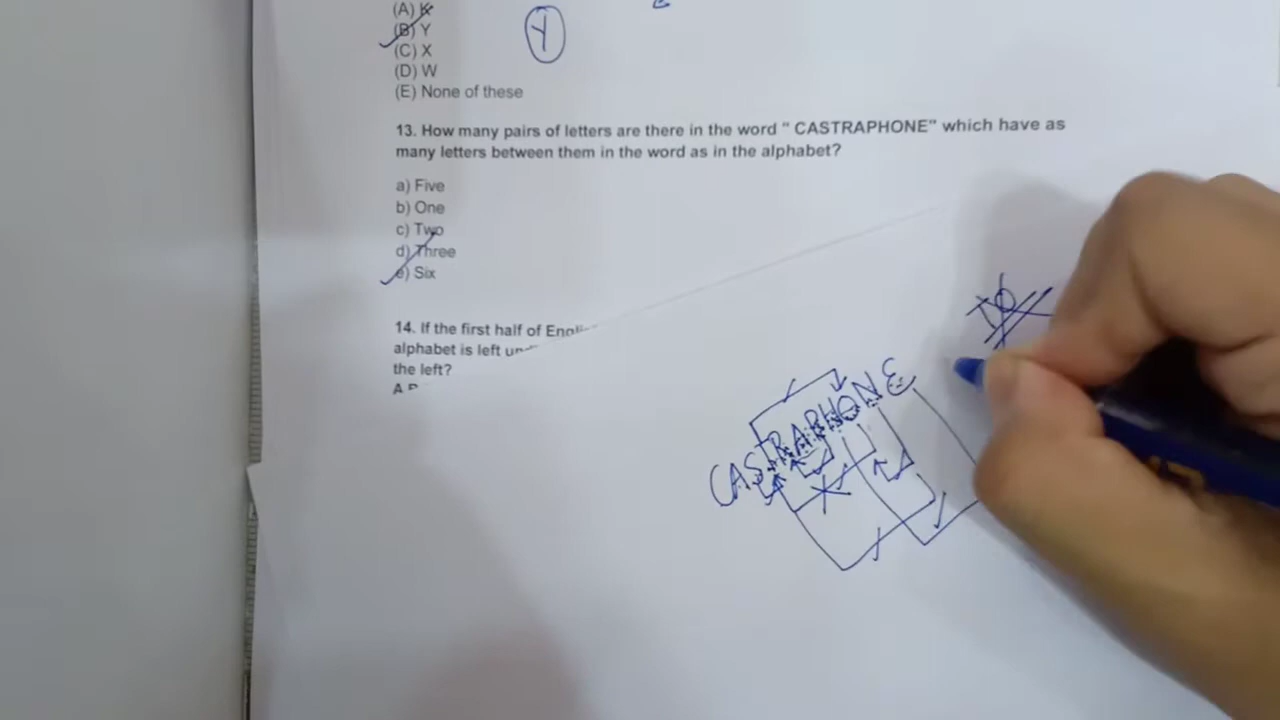 (A) K
(B) Y
(C) X
(D) W
(E) None of these
Y
13. How many pairs of letters are there in the word " CASTRAPHONE" which have as
many letters between them in the word as in the alphabet?
a) Five
b) One
c) Two
d) Three
e) Six
14. If the first half of
alphabet is left
the left?
CASTRAPHONE